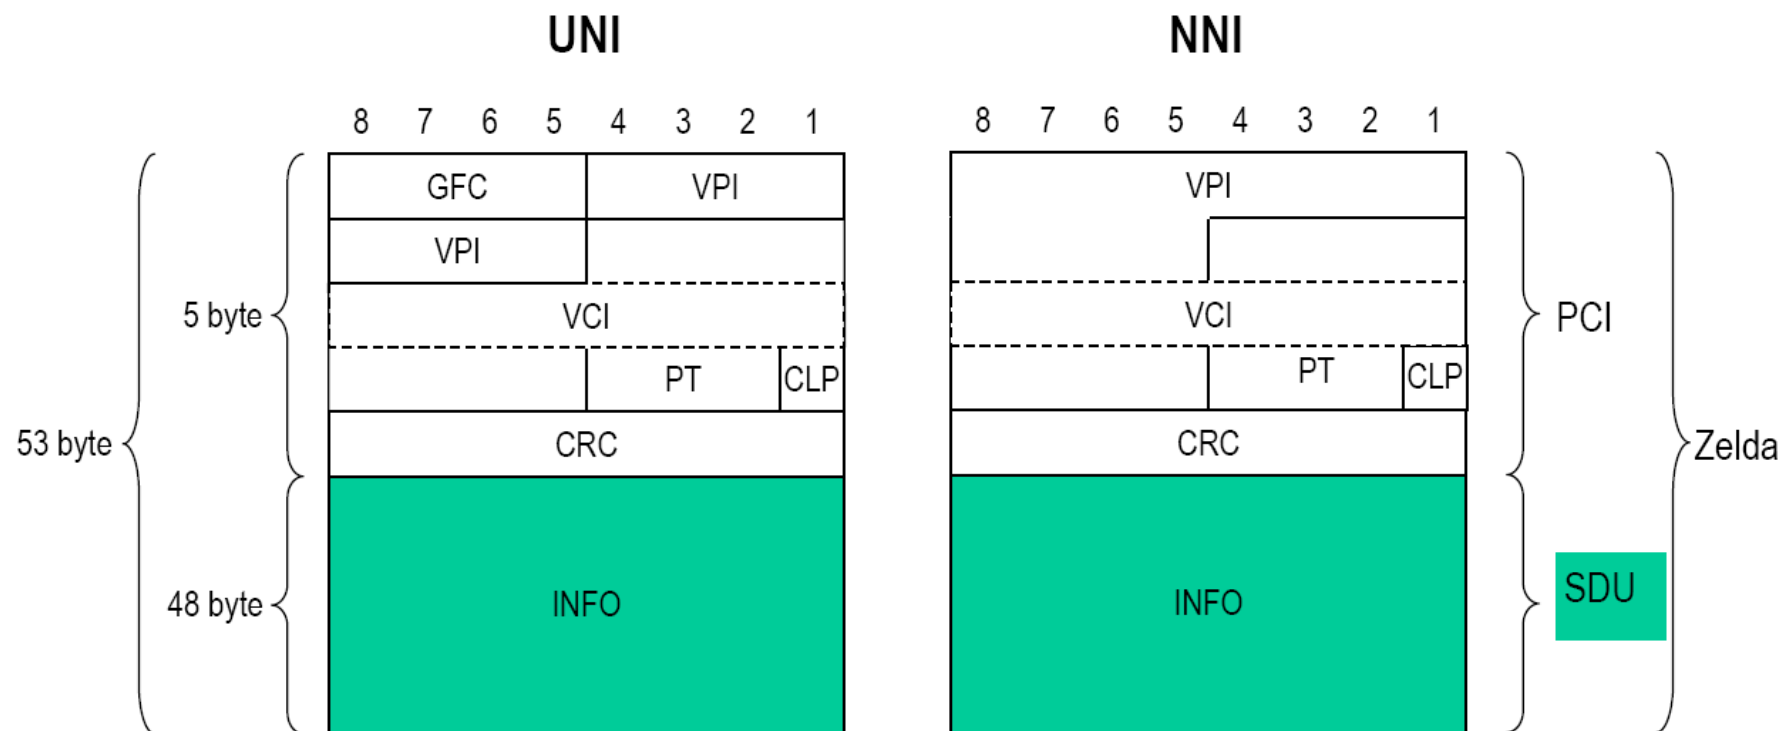 UNI NNI
8 7 6 5 4 3 2 1 8 7 6 5 4 3 2 1
GFC VPI VPI
VPI
5 byte VCI VCI PCI
PT CLP PT CLP
53 byte CRC CRC Zelda
48 byte INFO INFO SDU